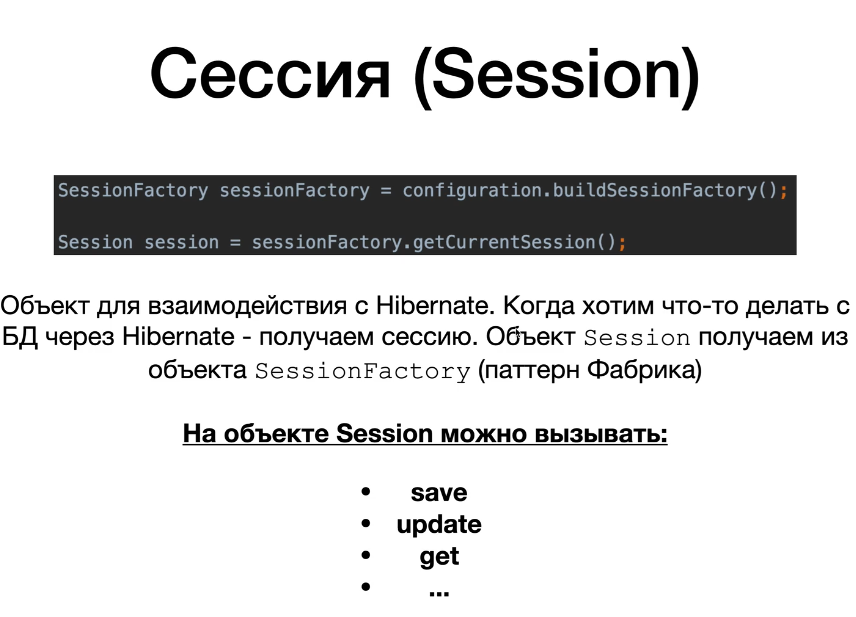 Сессия (Session)
SessionFactory sessionFactory = configuration.buildSessionFactory();
Session session = sessionFactory.getCurrentSession();
Объект для взаимодействия с Hibernate. Когда хотим что-то делать с
БД через Hibernate - получаем сессию. Объект Session получаем из
объекта SessionFactory (паттерн Фабрика)
На объекте Session можно вызывать:
• save
• update
• get
• ...